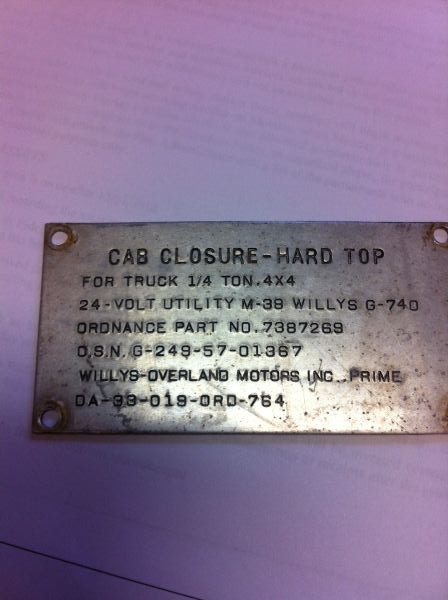 CAB CLOSURE-HARD TOP
FOR TRUCK 1/4 TON.4X4
24-VOLT UTILITY M-38 WILLYS G-740
ORDNANCE PART NO.7387269
O.S.N. G-249-57-01367
WILLYS-OVERLAND MOTORS INC., PRIME
DA-33-019-ORD-764